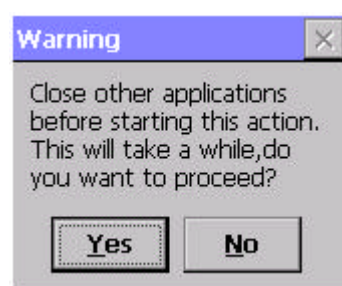 Warning
Close other applications
before starting this action.
This will take a while,do
you want to proceed?
Yes
No